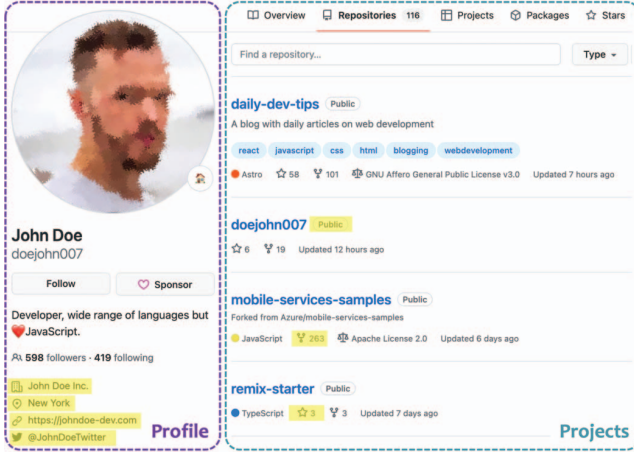 Overview Repositories 116 Projects Packages Stars
Find a repository... Type
daily-dev-tips Public
A blog with daily articles on web development
react javascript css html blogging webdevelopment
Astro 58 101 GNU Affero General Public License v3.0 Updated 7 hours ago
doejohn007 Public
6 19 Updated 12 hours ago
mobile-services-samples Public
Forked from Azure/mobile-services-samples
JavaScript 263 Apache License 2.0 Updated 6 days ago
remix-starter Public
TypeScript 3 3 Updated 7 days ago
Projects
John Doe
doejohn007
Follow Sponsor
Developer, wide range of languages but
❤️JavaScript.
598 followers · 419 following
John Doe Inc.
New York
https://johndoe-dev.com
@JohnDoeTwitter
Profile